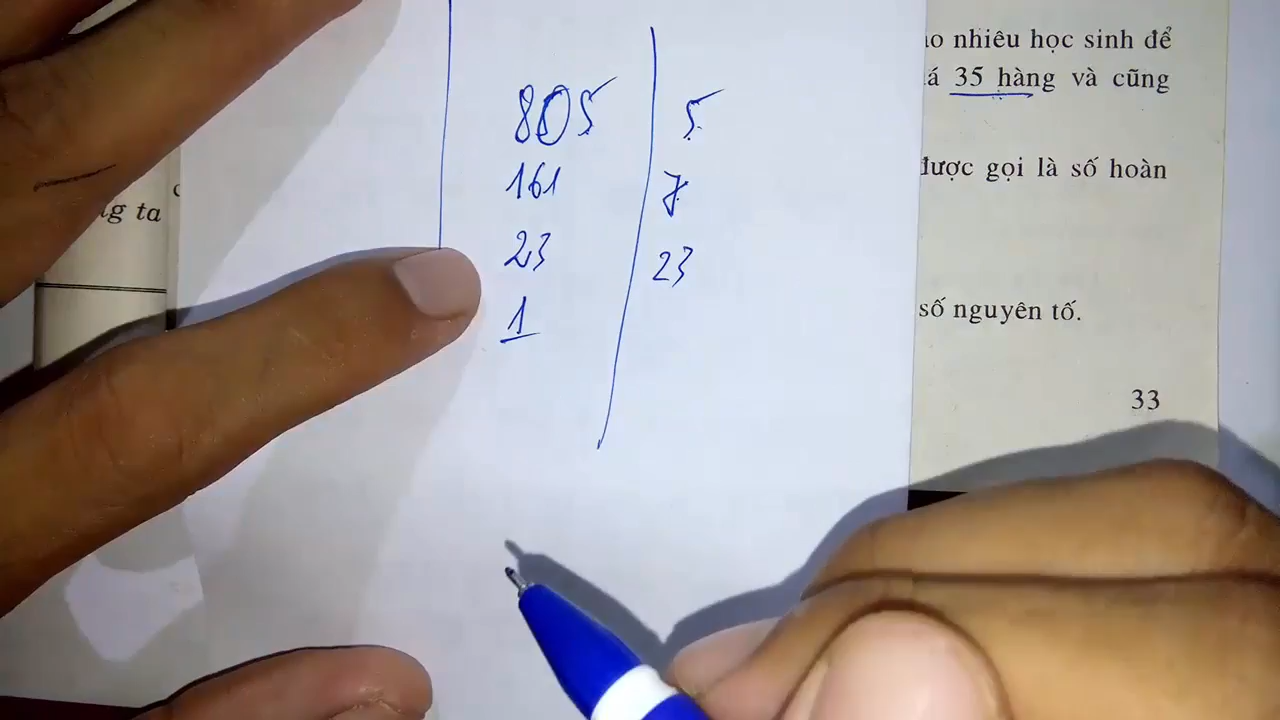 805 5
161 7
23 23
1
nhiêu học sinh để
35 hàng và cũng
được gọi là số hoàn
số nguyên tố.
33
ta